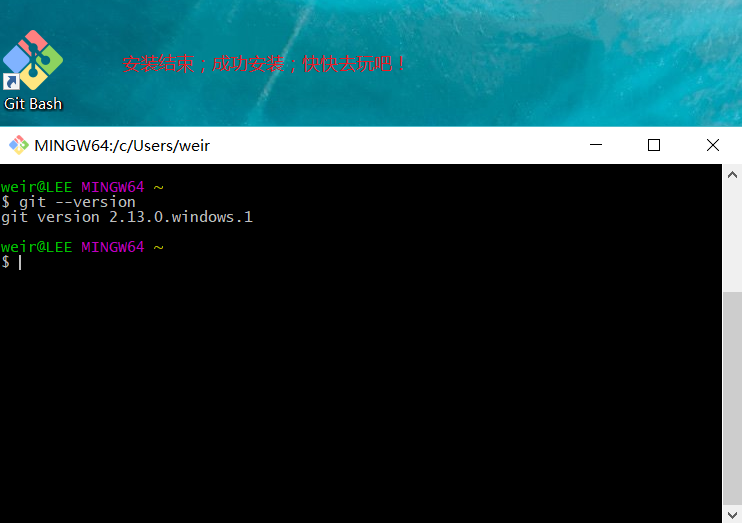 安装结束；成功安装；快快去玩吧！
Git Bash
MINGW64:/c/Users/weir
weir@LEE MINGW64 ~
$ git --version
git version 2.13.0.windows.1
weir@LEE MINGW64 ~
$